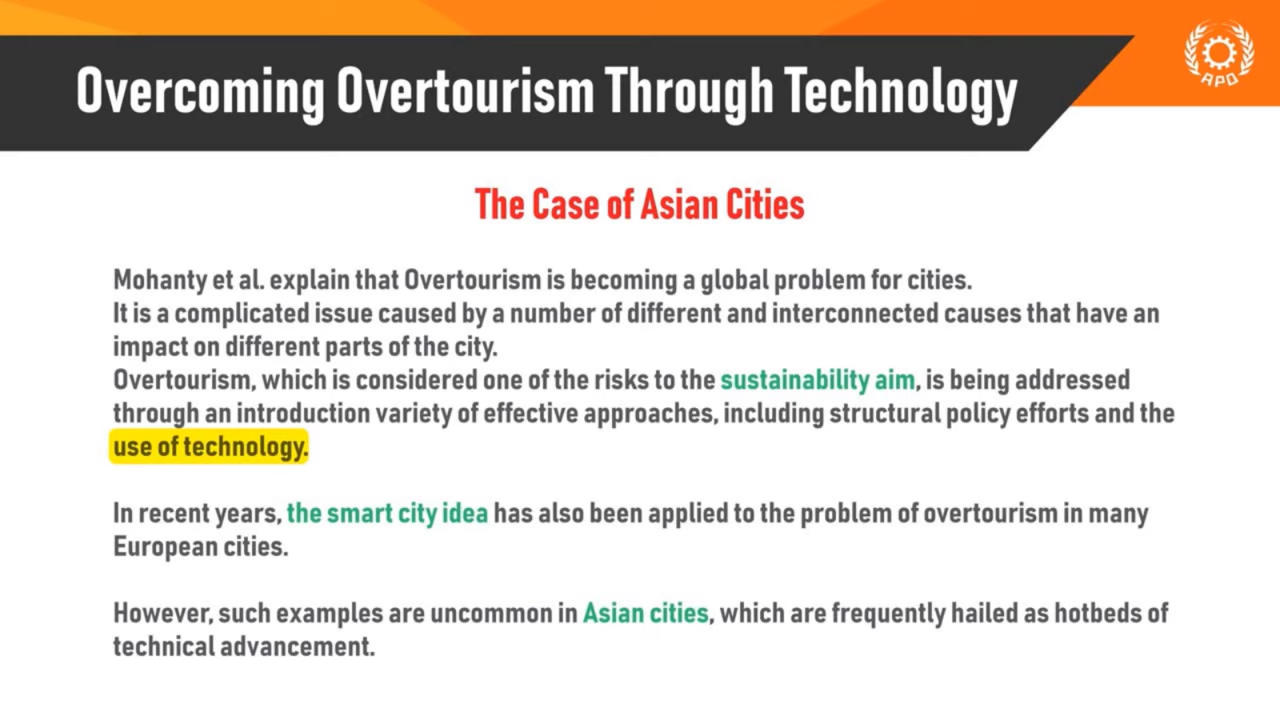 Overcoming Overtourism Through Technology
APO
The Case of Asian Cities
Mohanty et al. explain that Overtourism is becoming a global problem for cities.
It is a complicated issue caused by a number of different and interconnected causes that have an
impact on different parts of the city.
Overtourism, which is considered one of the risks to the sustainability aim, is being addressed
through an introduction variety of effective approaches, including structural policy efforts and the
use of technology.
In recent years, the smart city idea has also been applied to the problem of overtourism in many
European cities.
However, such examples are uncommon in Asian cities, which are frequently hailed as hotbeds of
technical advancement.